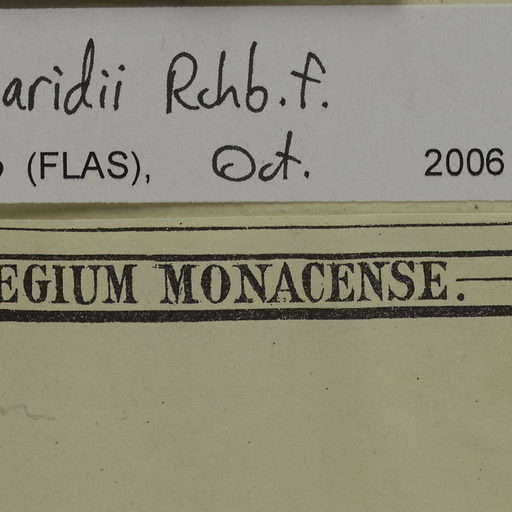 aridii Rchb.f.
(FLAS), Oct. 2006
EGIUM MONACENSE.